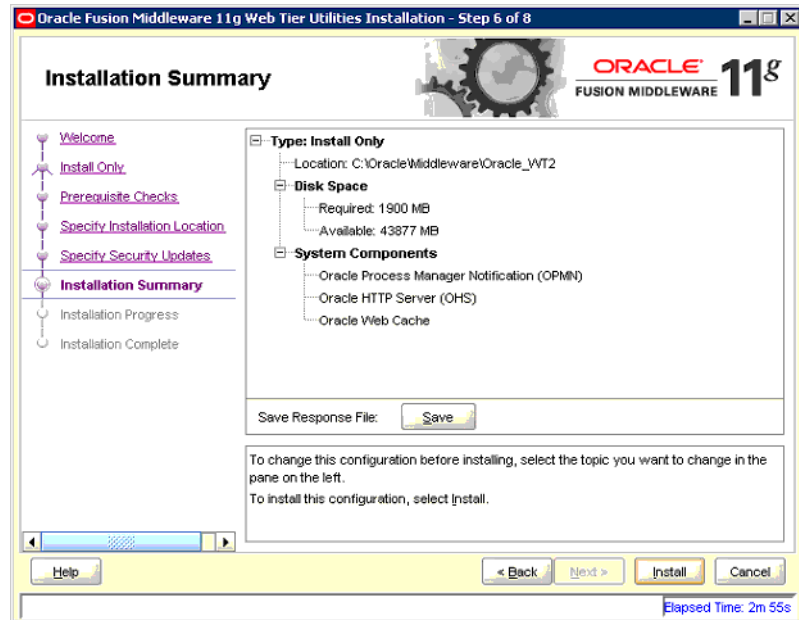 Oracle Fusion Middleware 11g Web Tier Utilities Installation - Step 6 of 8
Installation Summary
ORACLE
FUSION MIDDLEWARE
11g
Welcome
Install Only
Prerequisite Checks
Specify Installation Location
Specify Security Updates
Installation Summary
Installation Progress
Installation Complete
Type: Install Only
Location: C:\Oracle\Middleware\Oracle_WT2
Disk Space
Required: 1900 MB
Available: 43877 MB
System Components
Oracle Process Manager Notification (OPMN)
Oracle HTTP Server (OHS)
Oracle Web Cache
Save Response File:
Save
To change this configuration before installing, select the topic you want to change in the
pane on the left.
To install this configuration, select Install.
Help
< Back
Next >
Install
Cancel
Elapsed Time: 2m 55s